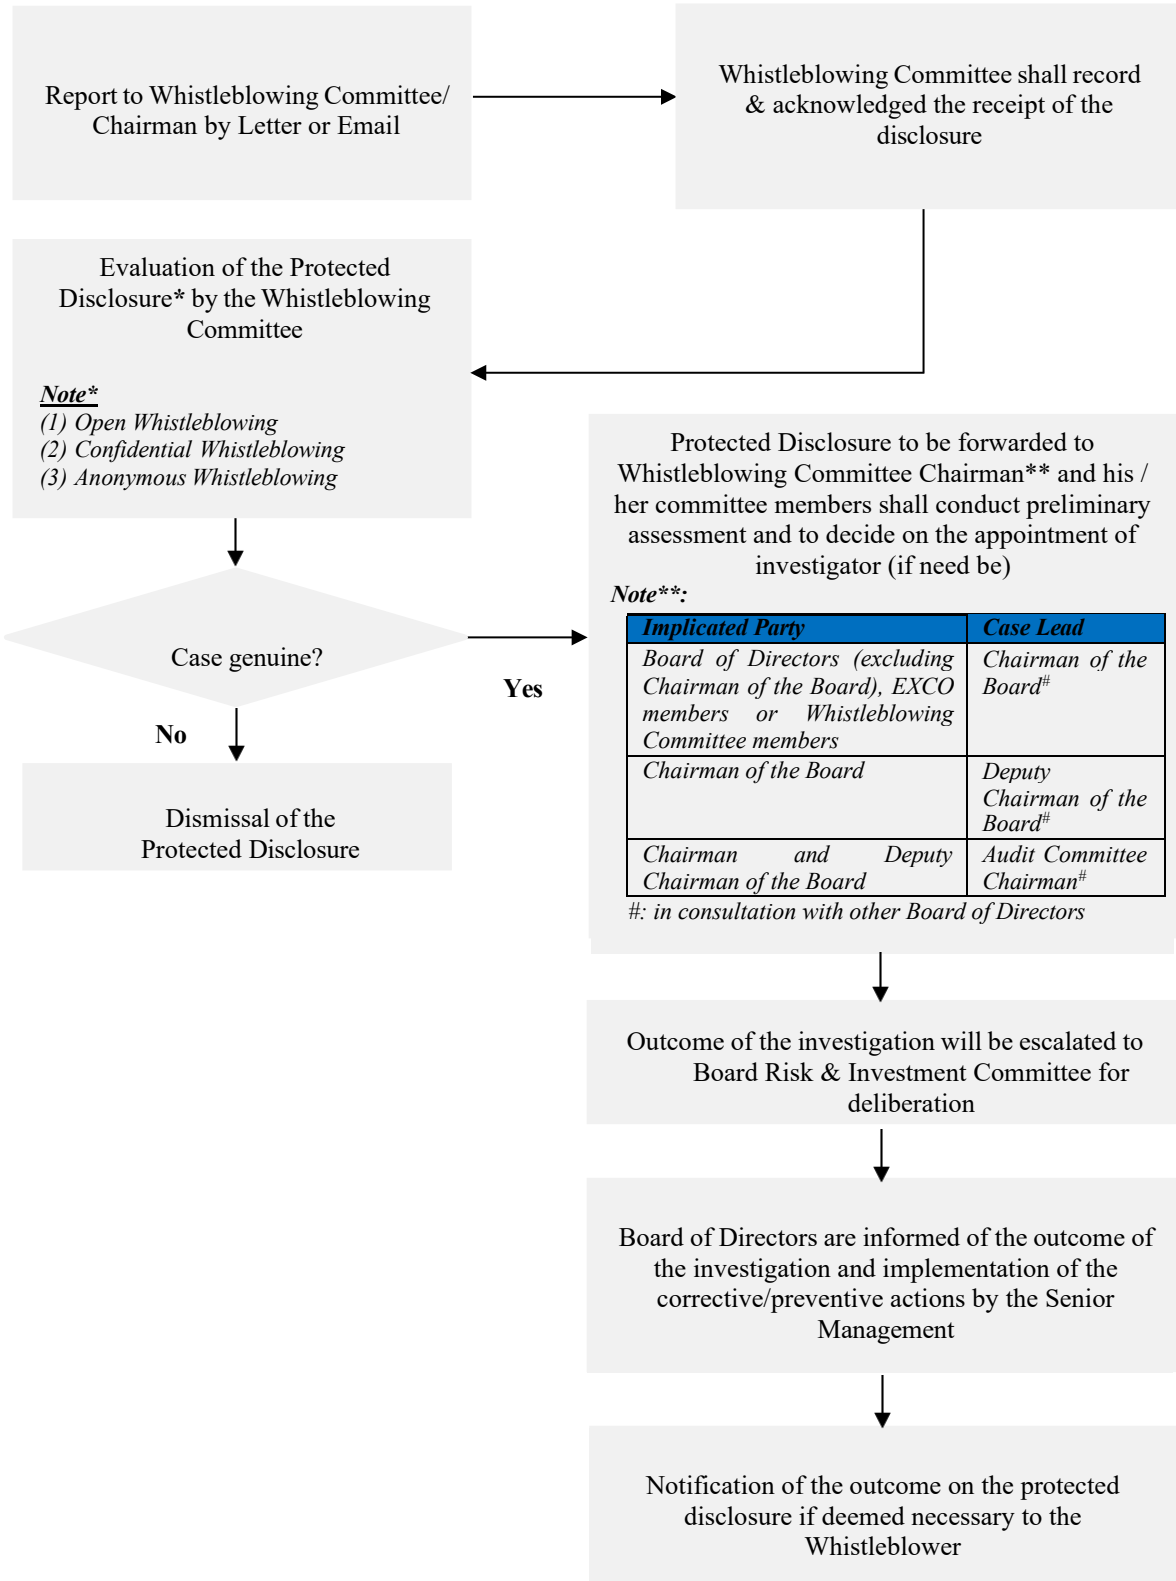 Report to Whistleblowing Committee/
Chairman by Letter or Email
Whistleblowing Committee shall record
& acknowledged the receipt of the
disclosure
Evaluation of the Protected
Disclosure* by the Whistleblowing
Committee
Note*
(1) Open Whistleblowing
(2) Confidential Whistleblowing
(3) Anonymous Whistleblowing
Case genuine?
Yes
No
Dismissal of the
Protected Disclosure
Protected Disclosure to be forwarded to
Whistleblowing Committee Chairman** and his /
her committee members shall conduct preliminary
assessment and to decide on the appointment of
investigator (if need be)
Note**:
Implicated Party
Case Lead
Board of Directors (excluding
Chairman of the Board), EXCO
members or Whistleblowing
Committee members
Chairman of the
Board#
Chairman of the Board
Deputy
Chairman of the
Board#
Chairman and Deputy
Chairman of the Board
Audit Committee
Chairman#
#: in consultation with other Board of Directors
Outcome of the investigation will be escalated to
Board Risk & Investment Committee for
deliberation
Board of Directors are informed of the outcome of
the investigation and implementation of the
corrective/preventive actions by the Senior
Management
Notification of the outcome on the protected
disclosure if deemed necessary to the
Whistleblower